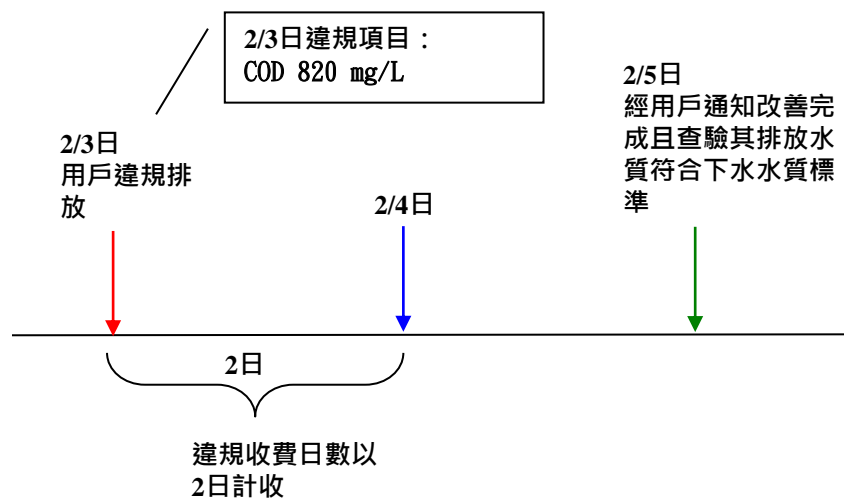 2/3日違規項目：
COD 820 mg/L
2/3日
用戶違規排
放
2/4日
2/5日
經用戶通知改善完
成且查驗其排放水
質符合下水水質標
準
2日
違規收費日數以
2日計收